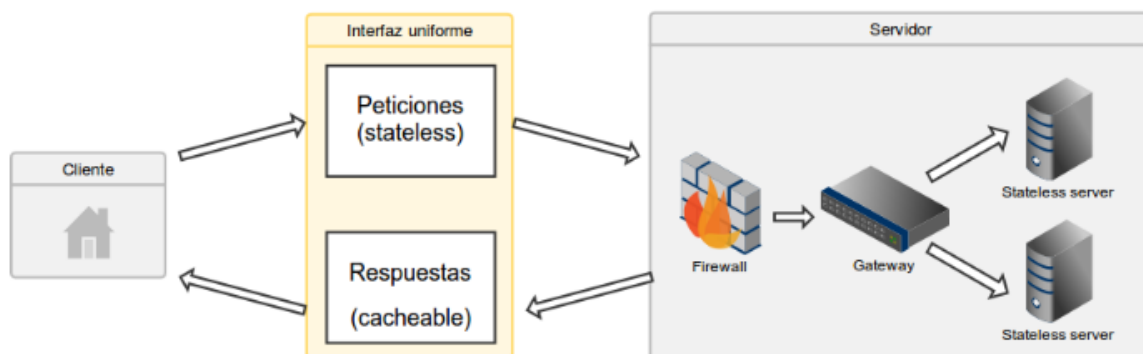 Interfaz uniforme
Servidor
Peticiones
(stateless)
Cliente
Stateless server
Firewall
Gateway
Respuestas
(cacheable)
Stateless server